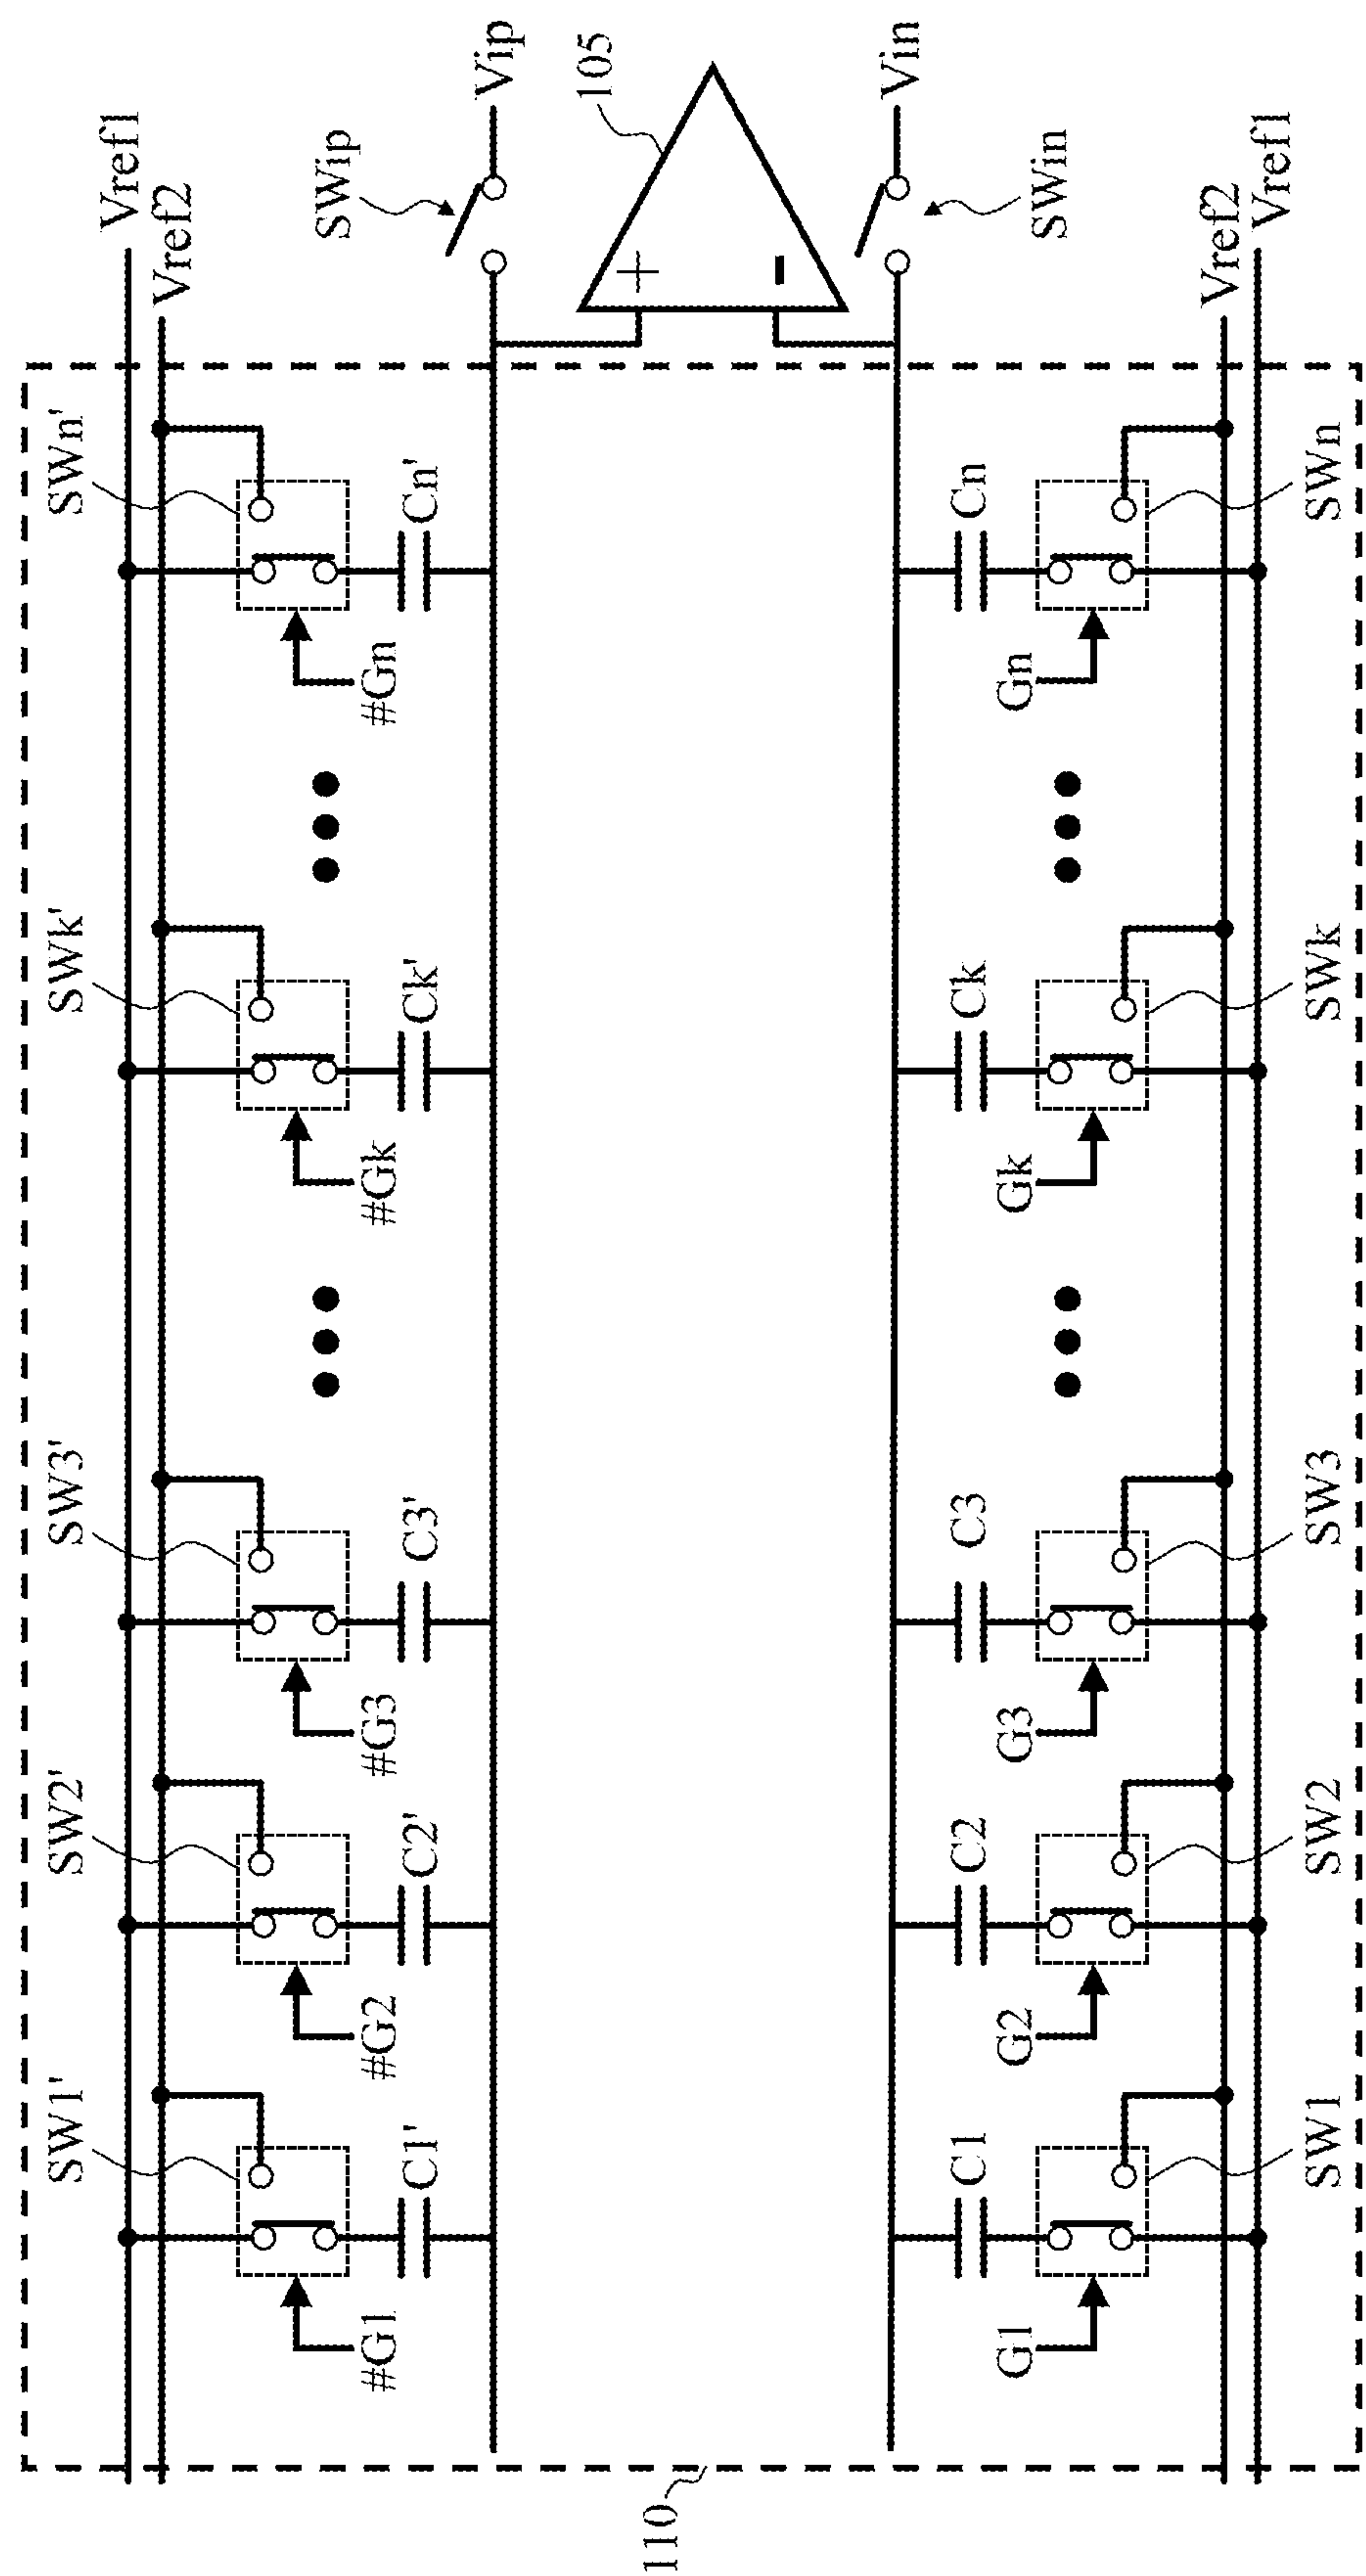 SW1'
SW2'
SW3'
SWk'
SWn'
Vref1
Vref2
#G1
C1'
#G2
C2'
#G3
C3'
#Gk
Ck'
#Gn
Cn'
SWip
Vip
110
105
+
-
G1
C1
G2
C2
G3
C3
Gk
Ck
Gn
Cn
Vin
SWin
Vref2
Vref1
SW1
SW2
SW3
SWk
SWn